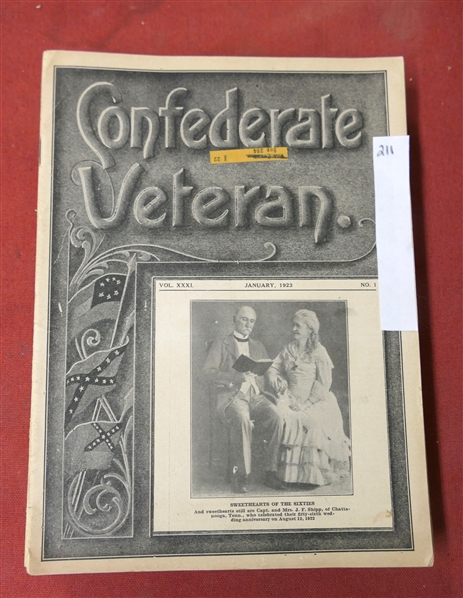 Confederate
Veteran.
211
VOL. XXXI. JANUARY, 1923 NO. 1
SWEETHEARTS OF THE SIXTIES
And sweethearts still are Capt. and Mrs. J. F. Shipp, of Chatta-
nooga, Tenn., who celebrated their fifty-sixth wed-
ding anniversary on August 12, 1922